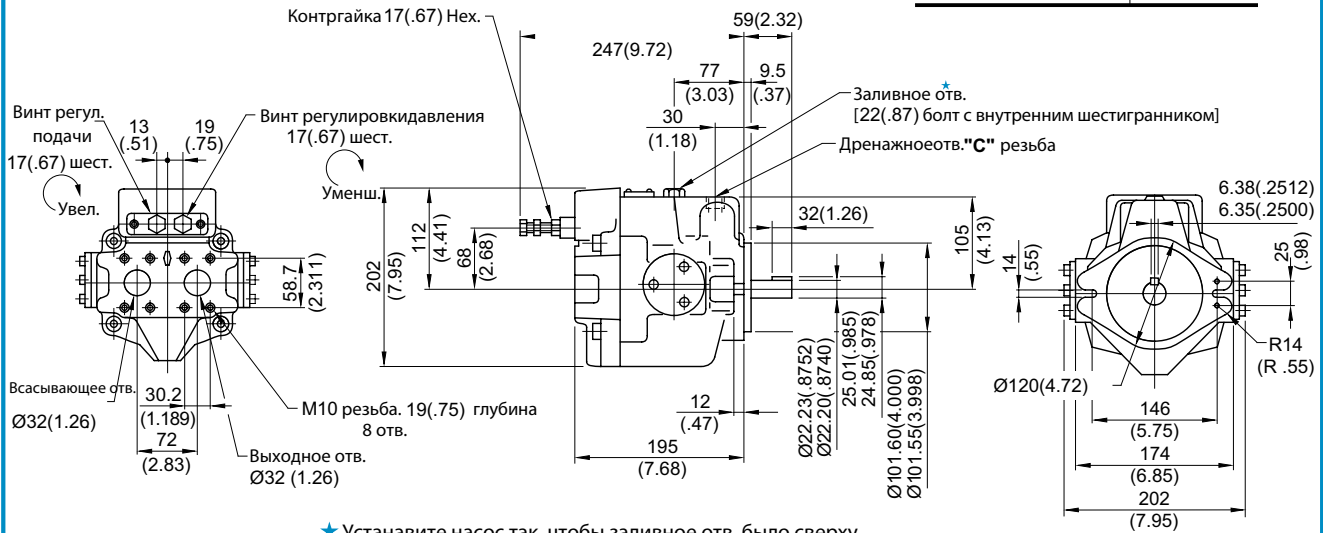 Контргайка 17(.67) Hex.
59(2.32)
247(9.72)
77
(3.03)
9.5
(.37)
30
(1.18)
Заливное отв.
[22(.87) болт с внутренним шестигранником]
Дренажноеотв."C" резьба
Винт регул.
подачи
17(.67) шест.
Увел.
13
(.51)
19
(.75)
Винт регулировкидавления
17(.67) шест.
Уменш.
58.7
(2.311)
Всасывающее отв.
Ø32(1.26)
30.2
(1.189)
72
(2.83)
M10 резьба. 19(.75) глубина
8 отв.
Выходное отв.
Ø32 (1.26)
202
(7.95)
112
(4.41)
68
(2.68)
32(1.26)
105
(4.13)
12
(.47)
195
(7.68)
Ø22.23(.8752)
Ø22.20(.8740)
25.01(.985)
24.85(.978)
Ø101.60(4.000)
Ø101.55(3.998)
6.38(.2512)
6.35(.2500)
14
(.55)
25
(.98)
R14
(R .55)
Ø120(4.72)
146
(5.75)
174
(6.85)
202
(7.95)
★ Устанавите насос так, чтобы заливное отв. было сверху